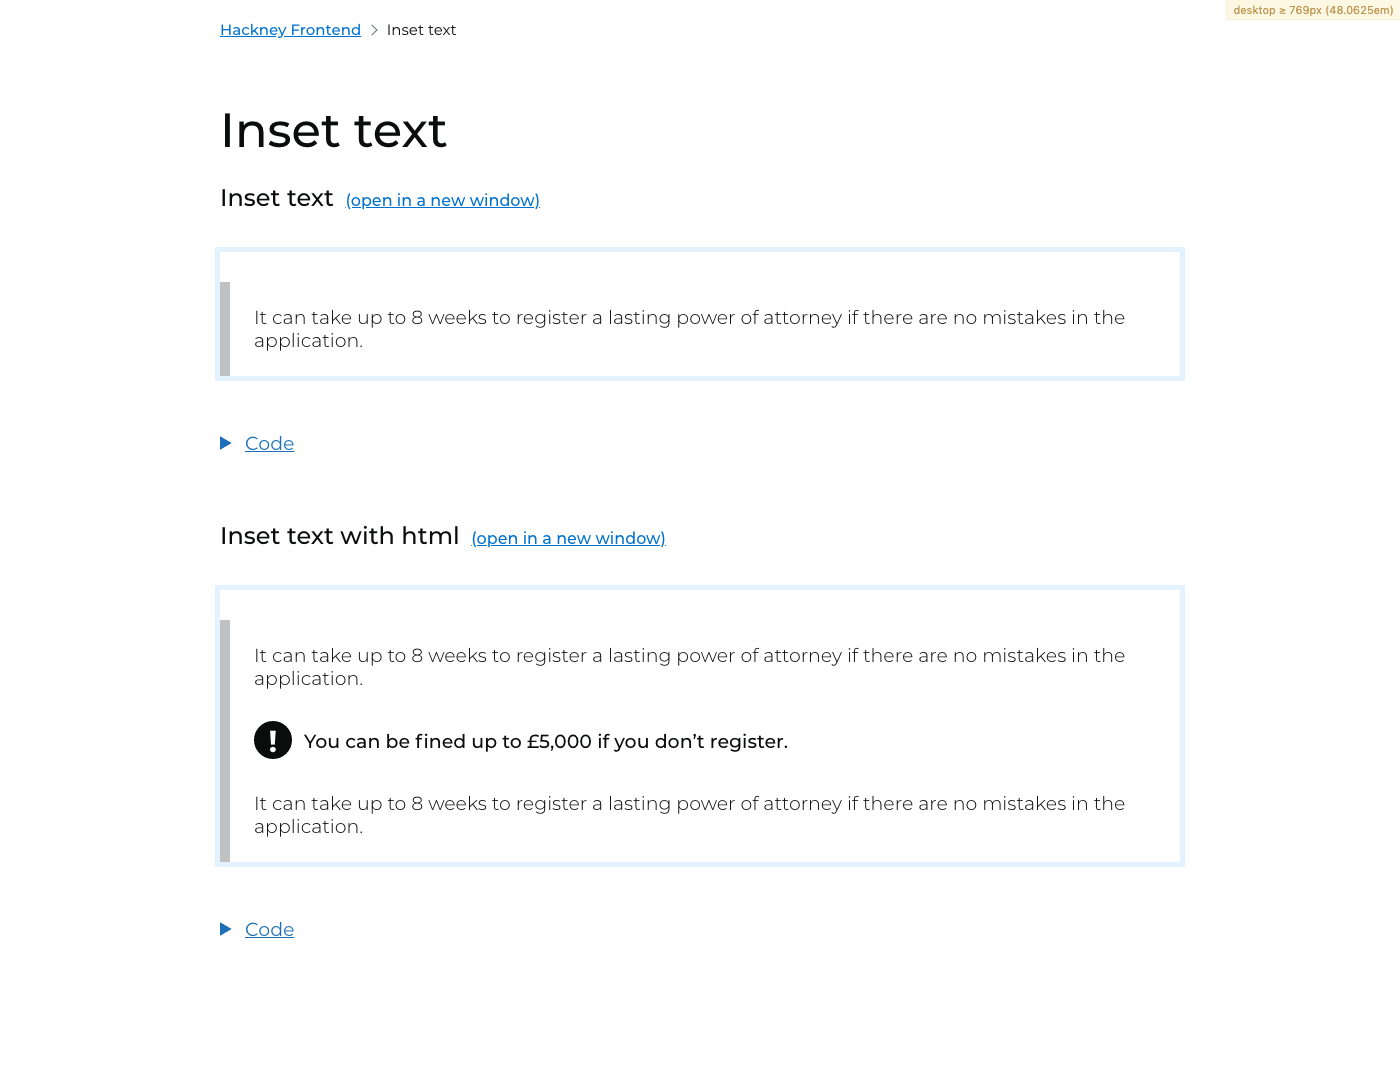 desktop ≥ 769px (48.0625em)
Hackney Frontend > Inset text
Inset text
Inset text (open in a new window)
It can take up to 8 weeks to register a lasting power of attorney if there are no mistakes in the
application.
Code
Inset text with html (open in a new window)
It can take up to 8 weeks to register a lasting power of attorney if there are no mistakes in the
application.
! You can be fined up to £5,000 if you don’t register.
It can take up to 8 weeks to register a lasting power of attorney if there are no mistakes in the
application.
Code